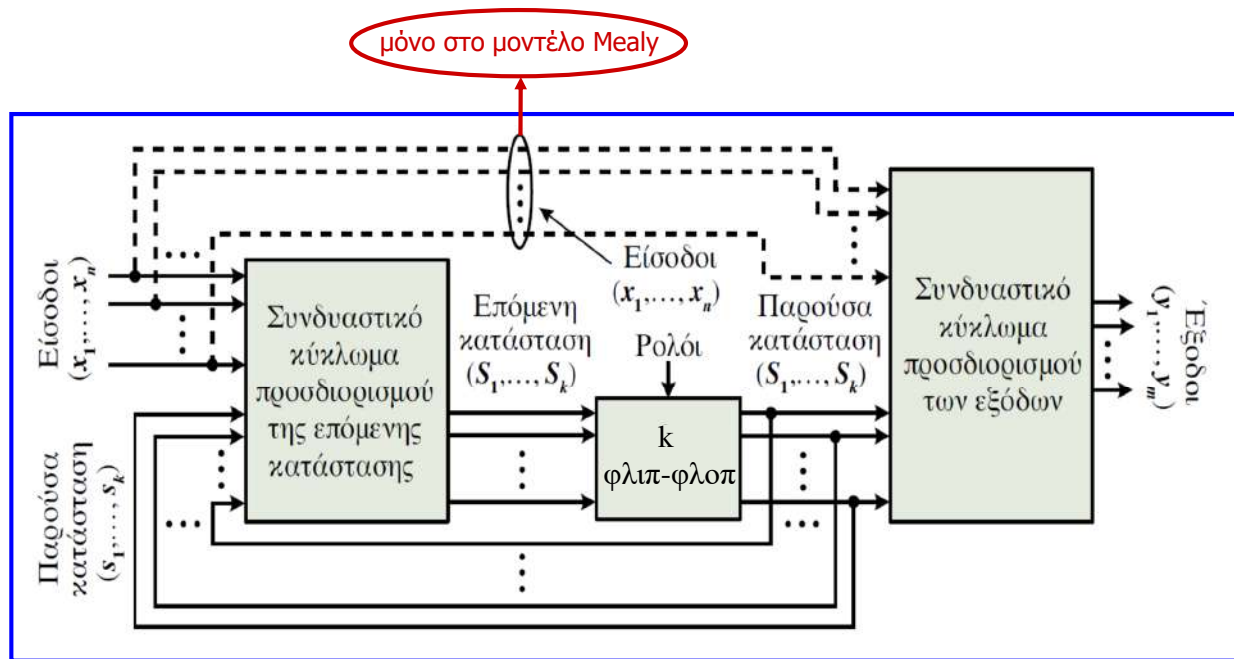 μόνο στο μοντέλο Mealy
Είσοδοι
(x₁,..., xₙ)
Είσοδοι
(x₁,..., xₙ)
Συνδυαστικό
κύκλωμα
προσδιορισμού
της επόμενης
κατάστασης
Επόμενη
κατάσταση
(S₁,..., Sₖ)
Ρολόι
k
φλιπ-φλοπ
Παρούσα
κατάσταση
(S₁,..., Sₖ)
Συνδυαστικό
κύκλωμα
προσδιορισμού
των εξόδων
Έξοδοι
(y₁,..., yₘ)
Παρούσα
κατάσταση
(s₁,..., sₖ)